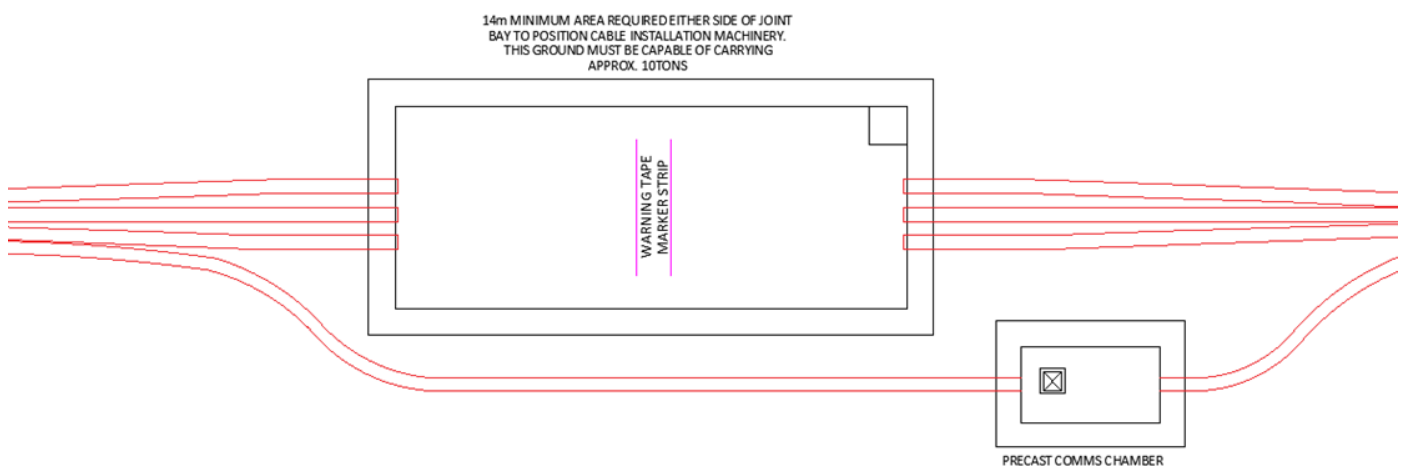 14m MINIMUM AREA REQUIRED EITHER SIDE OF JOINT
BAY TO POSITION CABLE INSTALLATION MACHINERY.
THIS GROUND MUST BE CAPABLE OF CARRYING
APPROX. 10TONS
WARNING TAPE
MARKER STRIP
PRECAST COMMS CHAMBER